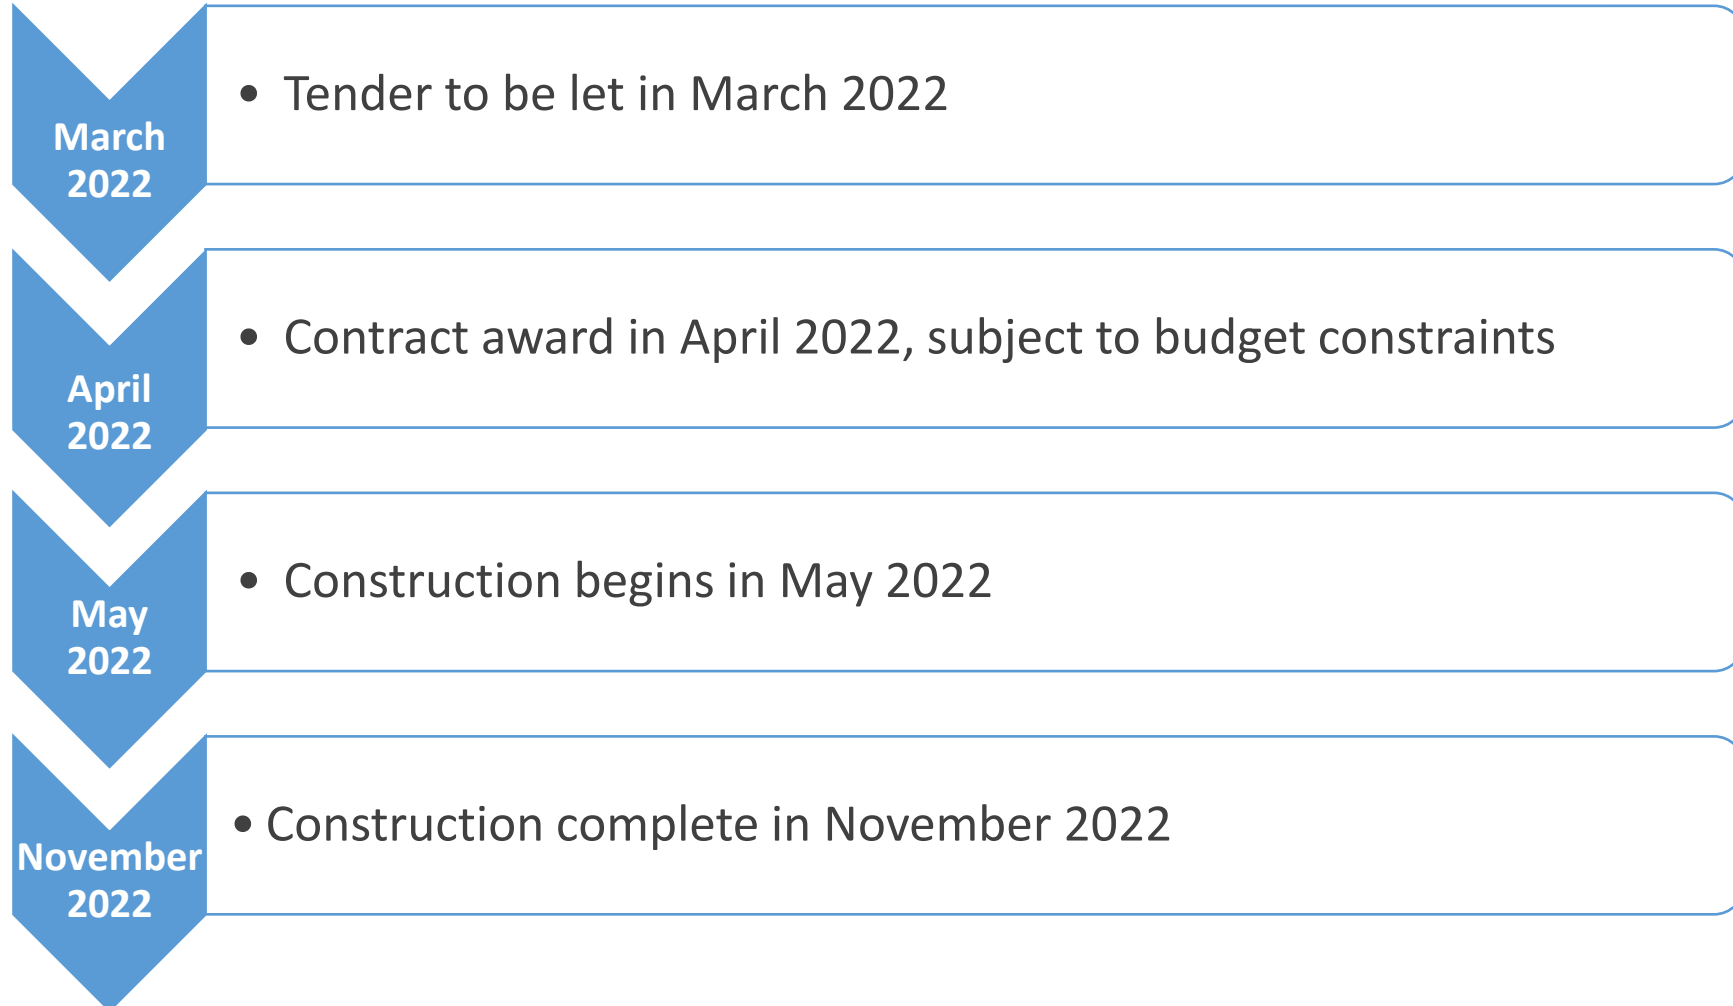 March
2022
• Tender to be let in March 2022
April
2022
• Contract award in April 2022, subject to budget constraints
May
2022
• Construction begins in May 2022
November
2022
• Construction complete in November 2022